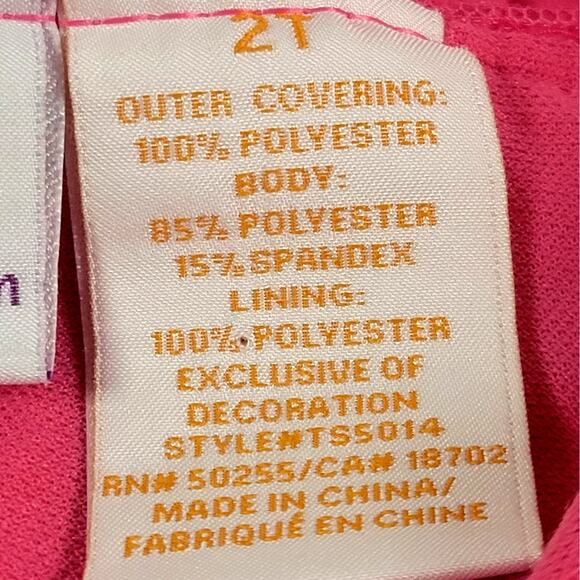 2T
OUTER COVERING:
100% POLYESTER
BODY:
85% POLYESTER
15% SPANDEX
LINING:
100% POLYESTER
EXCLUSIVE OF
DECORATION
STYLE#TS5014
RN# 50255/CA# 18702
MADE IN CHINA/
FABRIQUÉ EN CHINE